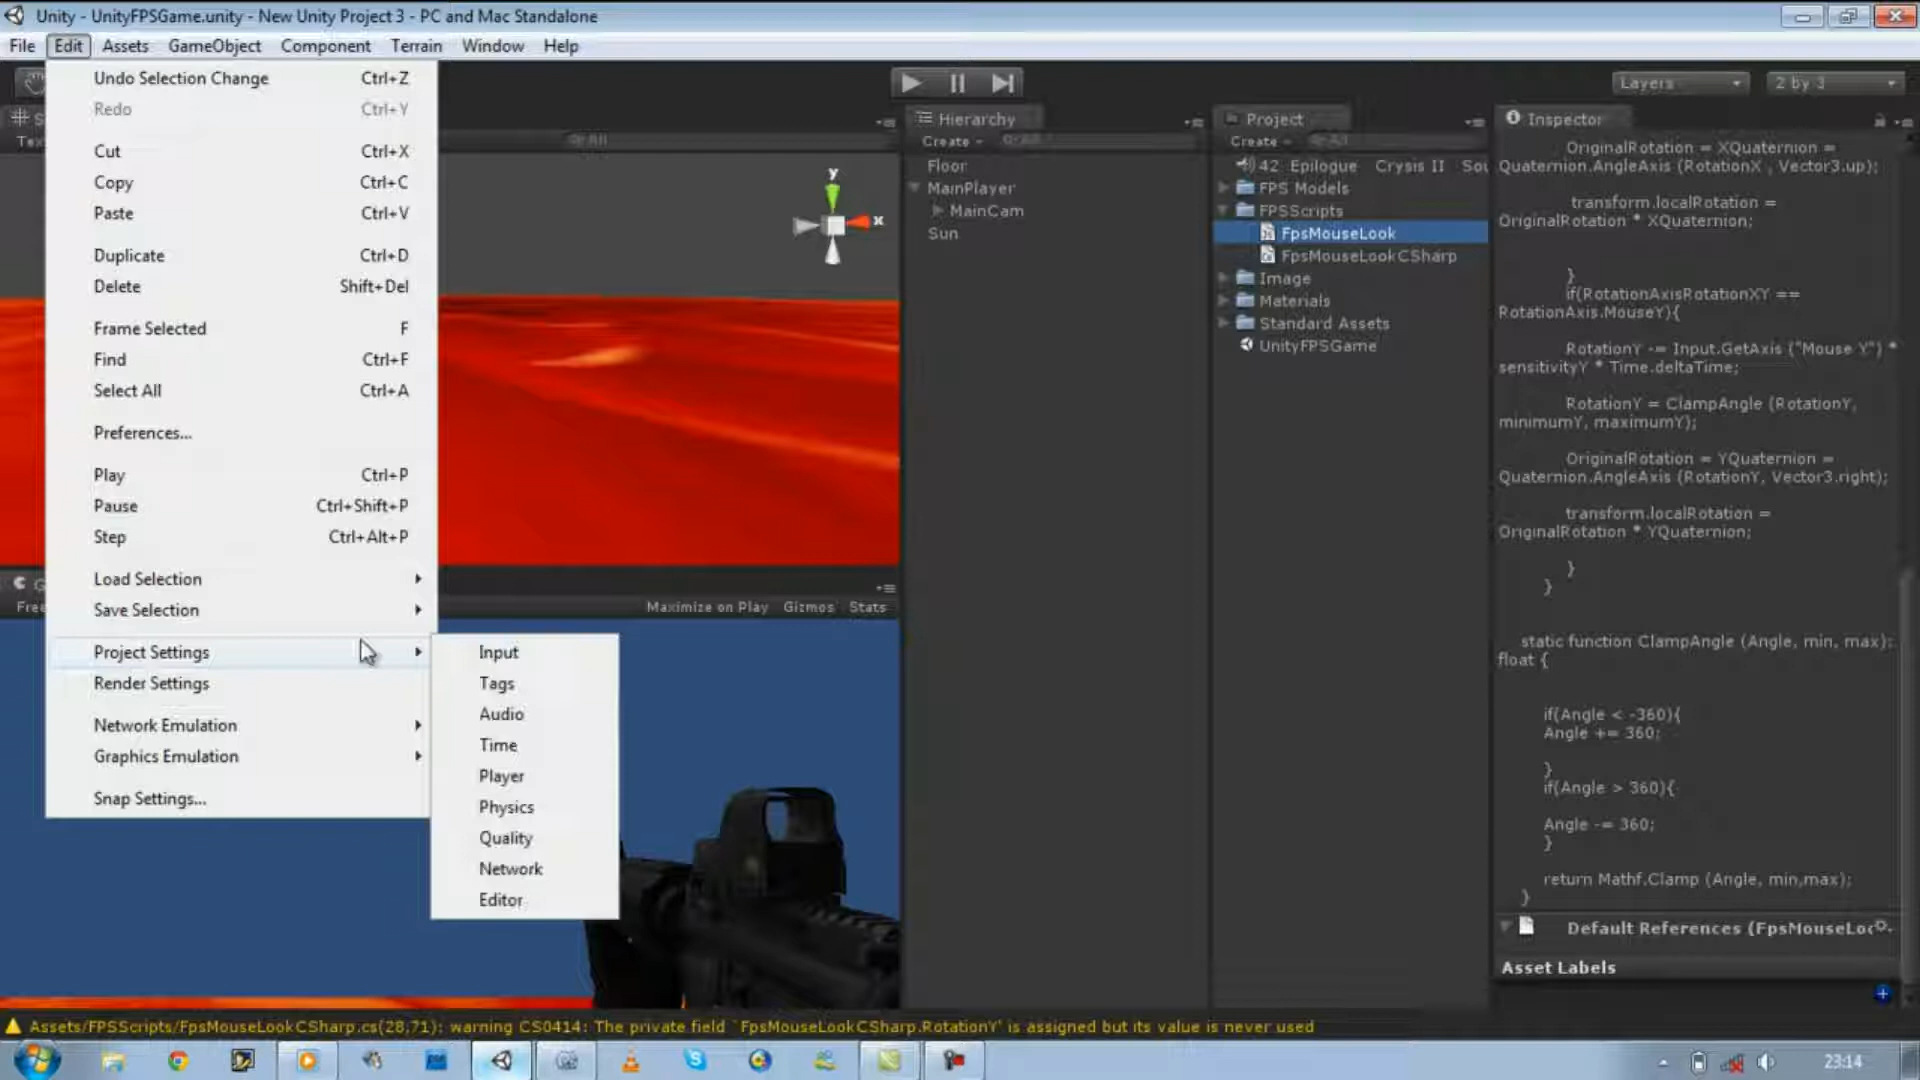 Unity - UnityFPSGame.unity - New Unity Project 3 - PC and Mac Standalone
File Edit Assets GameObject Component Terrain Window Help
Undo Selection Change Ctrl+Z
Redo Ctrl+Y
Cut Ctrl+X
Copy Ctrl+C
Paste Ctrl+V
Duplicate Ctrl+D
Delete Shift+Del
Frame Selected F
Find Ctrl+F
Select All Ctrl+A
Preferences...
Play Ctrl+P
Pause Ctrl+Shift+P
Step Ctrl+Alt+P
Load Selection
Save Selection
Project Settings
Render Settings
Network Emulation
Graphics Emulation
Snap Settings...
Input
Tags
Audio
Time
Player
Physics
Quality
Network
Editor
Layers
2 by 3
y
x
Maximize on Play Gizmos Stats
Hierarchy
Create
Floor
MainPlayer
MainCam
Sun
Project
Create
42 Epilogue Crysis II Sou
FPS Models
FPSScripts
FpsMouseLook
FpsMouseLookCSharp
Image
Materials
Standard Assets
UnityFPSGame
Inspector
OriginalRotation = XQuaternion =
Quaternion.AngleAxis (RotationX , Vector3.up);
transform.localRotation =
OriginalRotation * XQuaternion;
}
if(RotationAxisRotationXY ==
RotationAxis.MouseY){
RotationY -= Input.GetAxis ("Mouse Y") *
sensitivityY * Time.deltaTime;
RotationY = ClampAngle (RotationY,
minimumY, maximumY);
OriginalRotation = YQuaternion =
Quaternion.AngleAxis (RotationY, Vector3.right);
transform.localRotation =
OriginalRotation * YQuaternion;
}
}
static function ClampAngle (Angle, min, max):
float {
if(Angle < -360){
Angle += 360;
}
if(Angle > 360){
Angle -= 360;
}
return Mathf.Clamp (Angle, min,max);
}
Default References (FpsMouseLoc
Asset Labels
Assets/FPSScripts/FpsMouseLookCSharp.cs(28,71): warning CS0414: The private field `FpsMouseLookCSharp.RotationY' is assigned but its value is never used
23:14